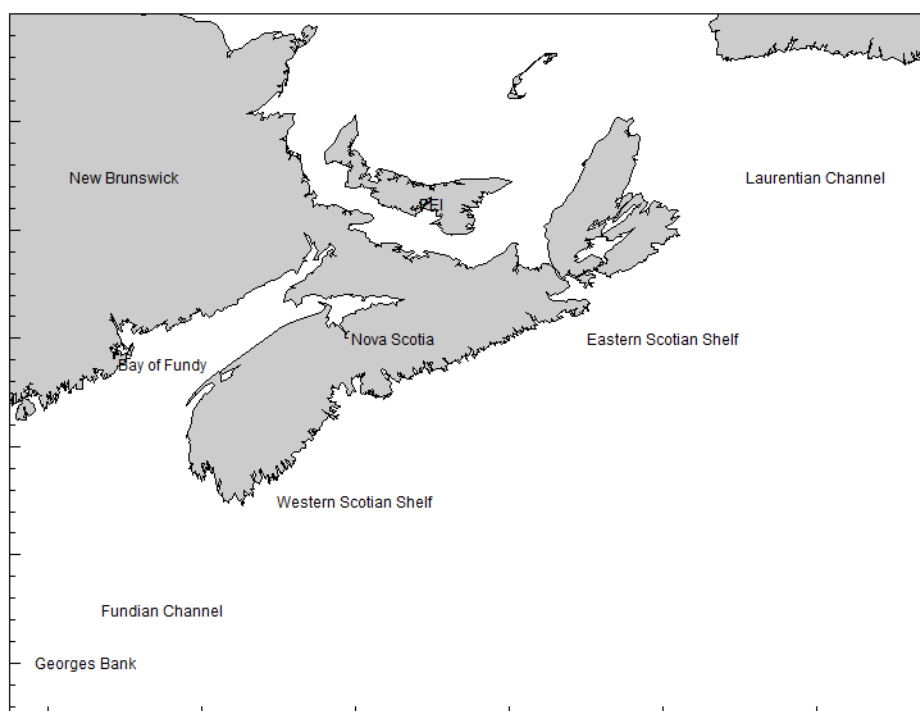 New Brunswick
Laurentian Channel
PEI
Nova Scotia
Eastern Scotian Shelf
Bay of Fundy
Western Scotian Shelf
Fundian Channel
Georges Bank